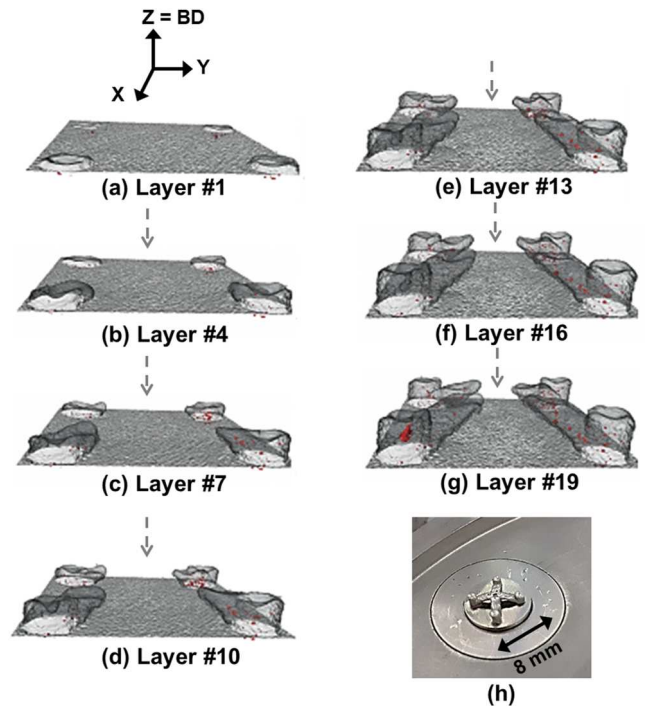 Z = BD
Y
X
(a) Layer #1
(b) Layer #4
(c) Layer #7
(d) Layer #10
(e) Layer #13
(f) Layer #16
(g) Layer #19
8 mm
(h)